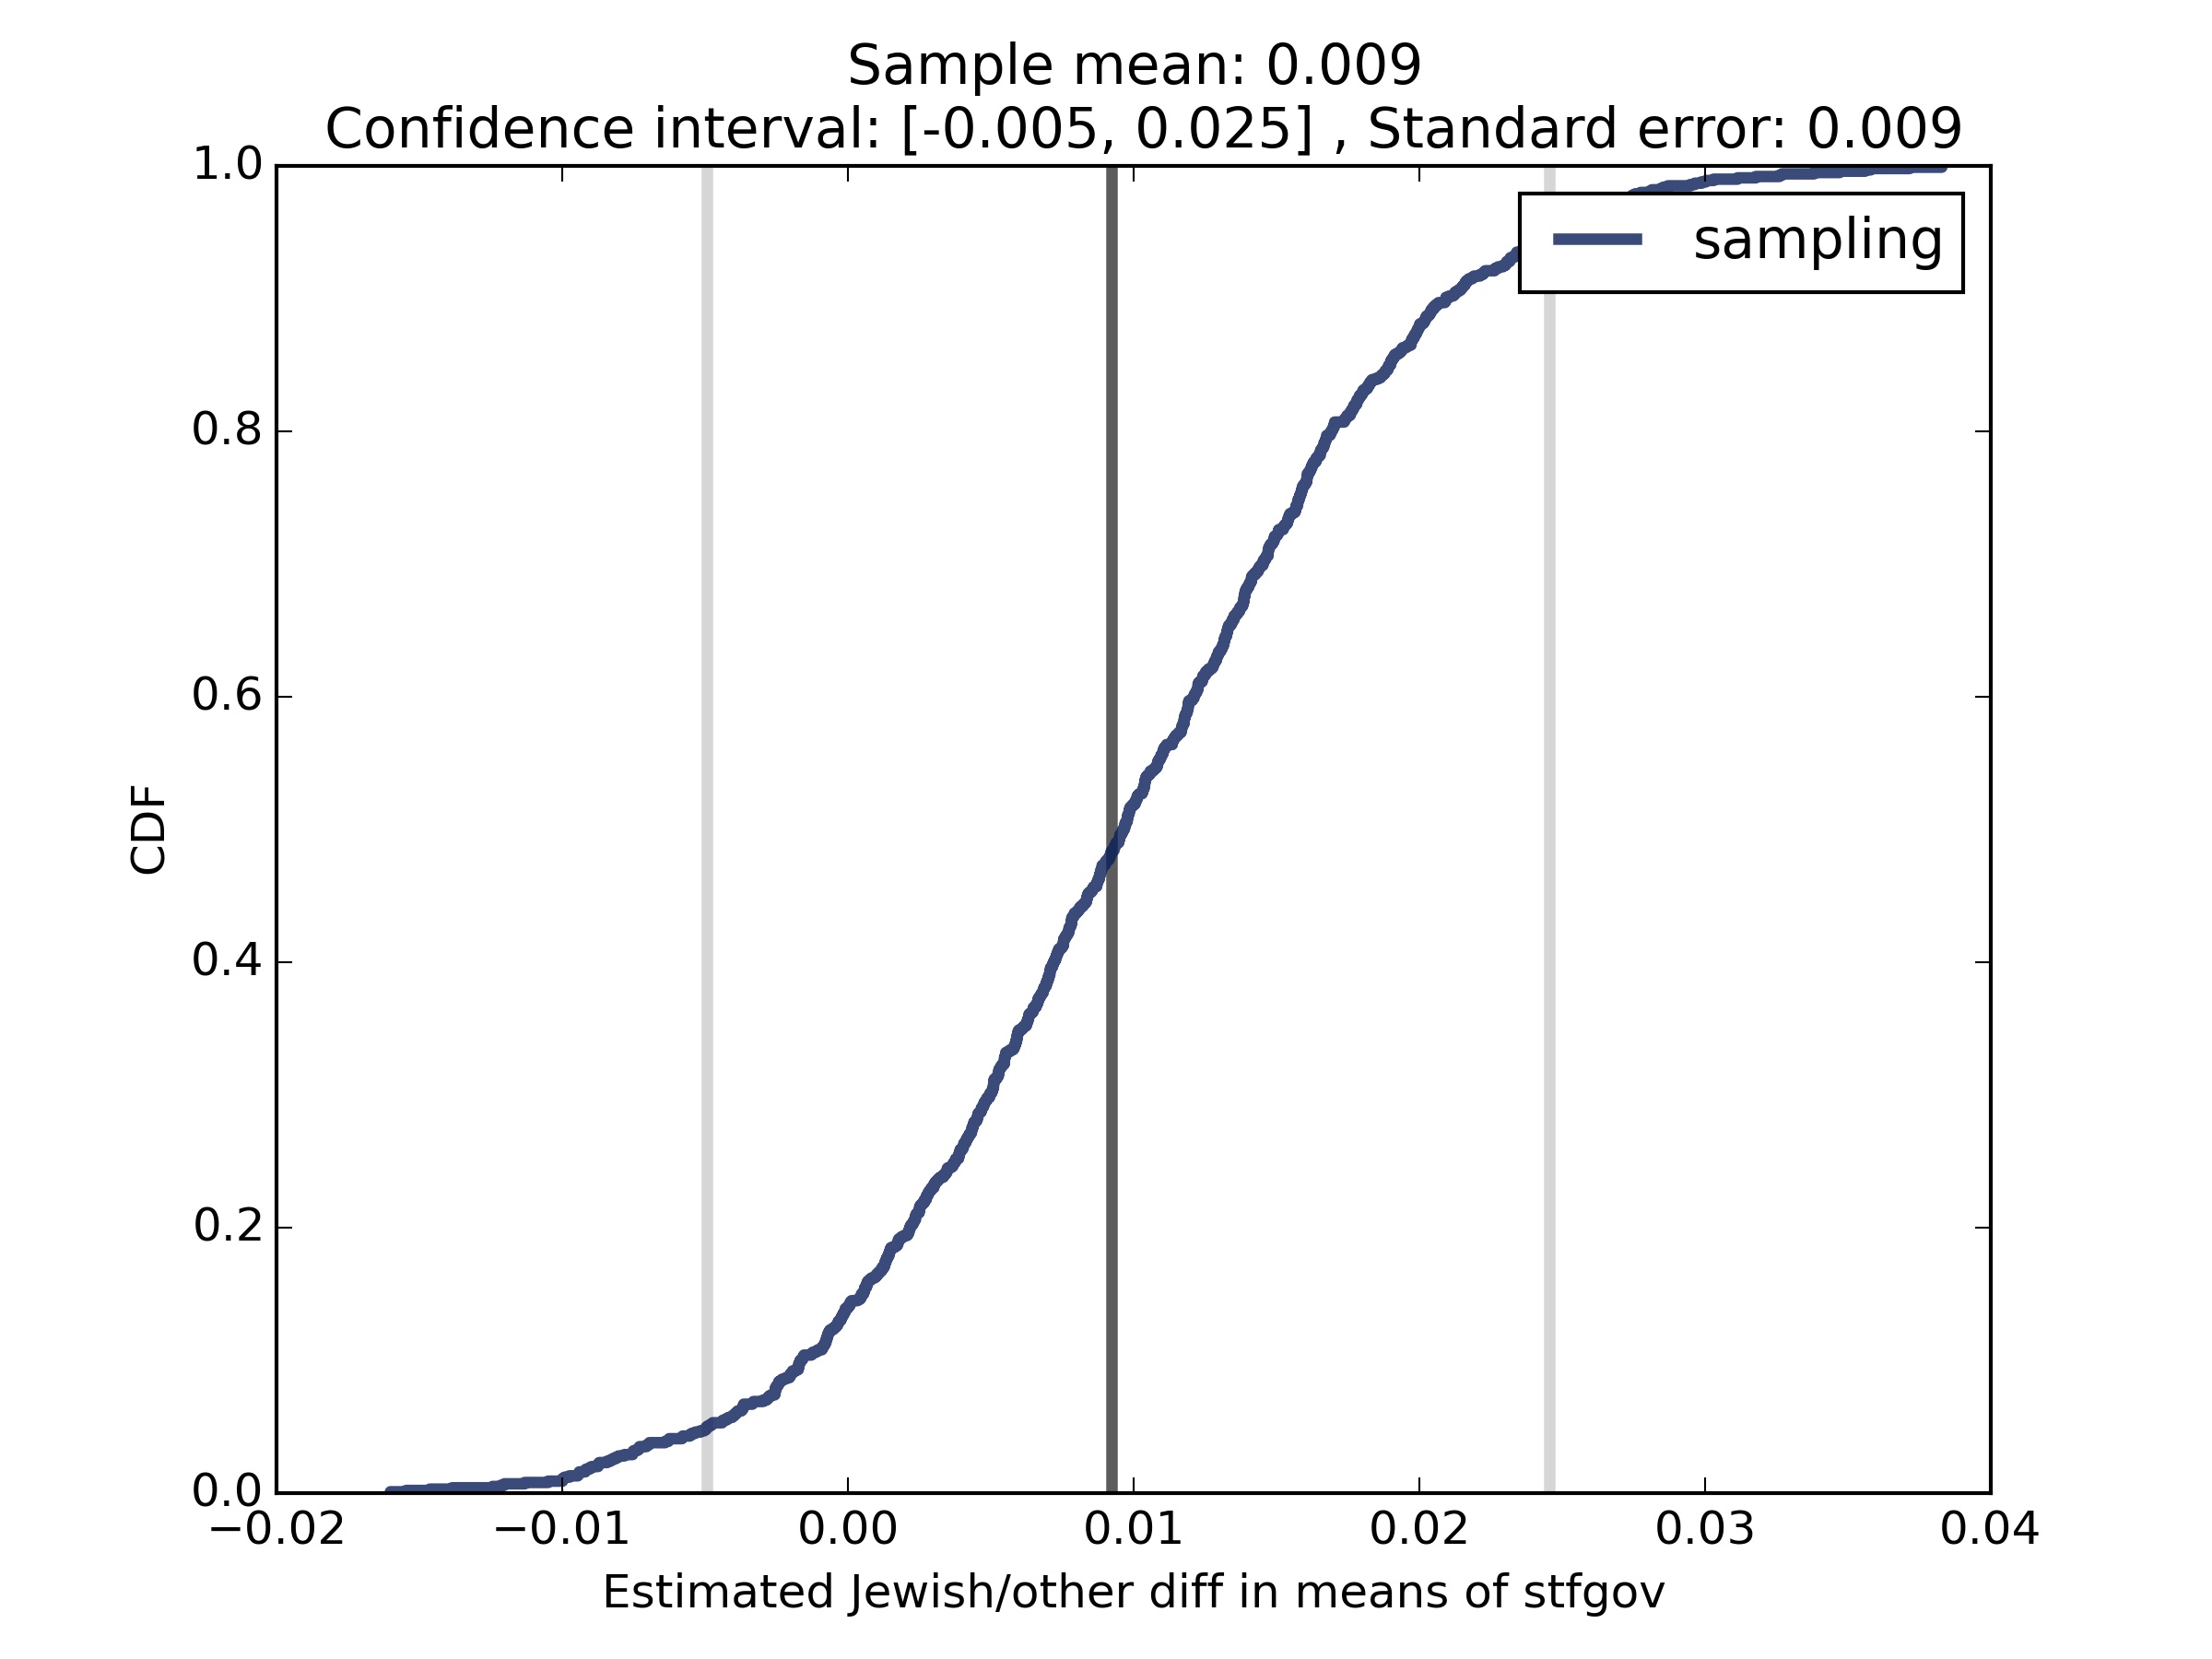 Sample mean: 0.009
Confidence interval: [-0.005, 0.025] , Standard error: 0.009
1.0
0.8
0.6
0.4
0.2
0.0
CDF
sampling
−0.02 −0.01 0.00 0.01 0.02 0.03 0.04
Estimated Jewish/other diff in means of stfgov